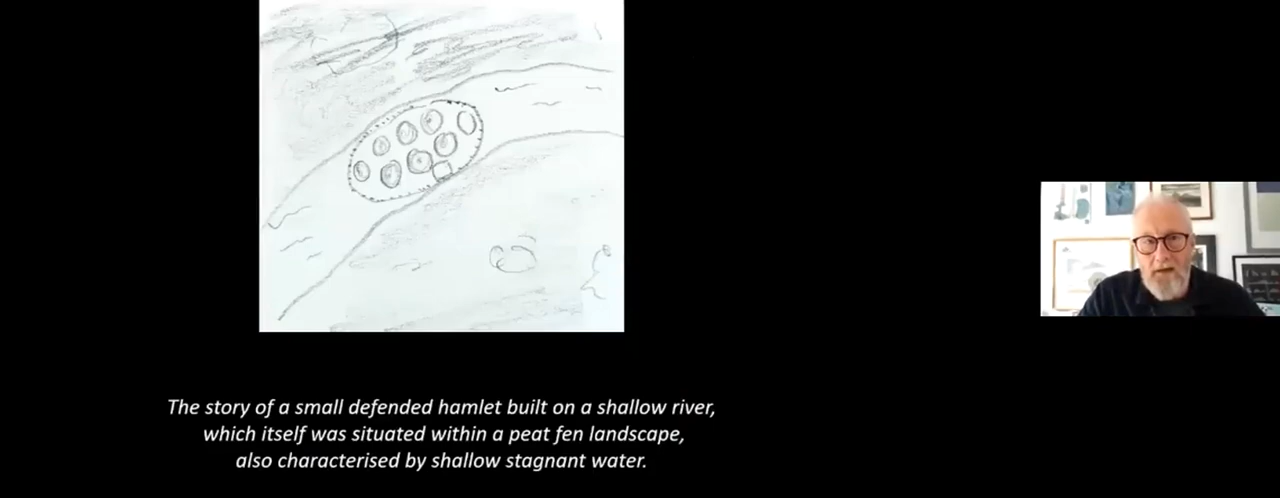 The story of a small defended hamlet built on a shallow river,
which itself was situated within a peat fen landscape,
also characterised by shallow stagnant water.